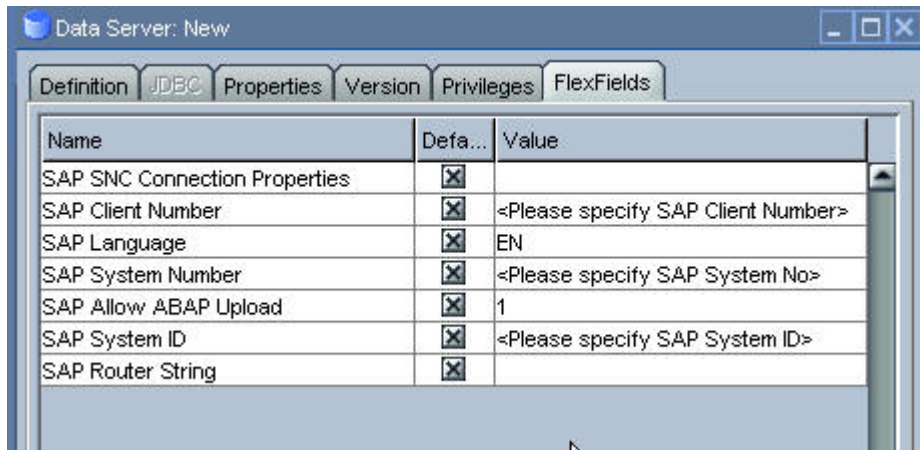 Data Server: New
Definition JDBC Properties Version Privileges FlexFields
Name Defa... Value
SAP SNC Connection Properties
SAP Client Number <Please specify SAP Client Number>
SAP Language EN
SAP System Number <Please specify SAP System No>
SAP Allow ABAP Upload 1
SAP System ID <Please specify SAP System ID>
SAP Router String